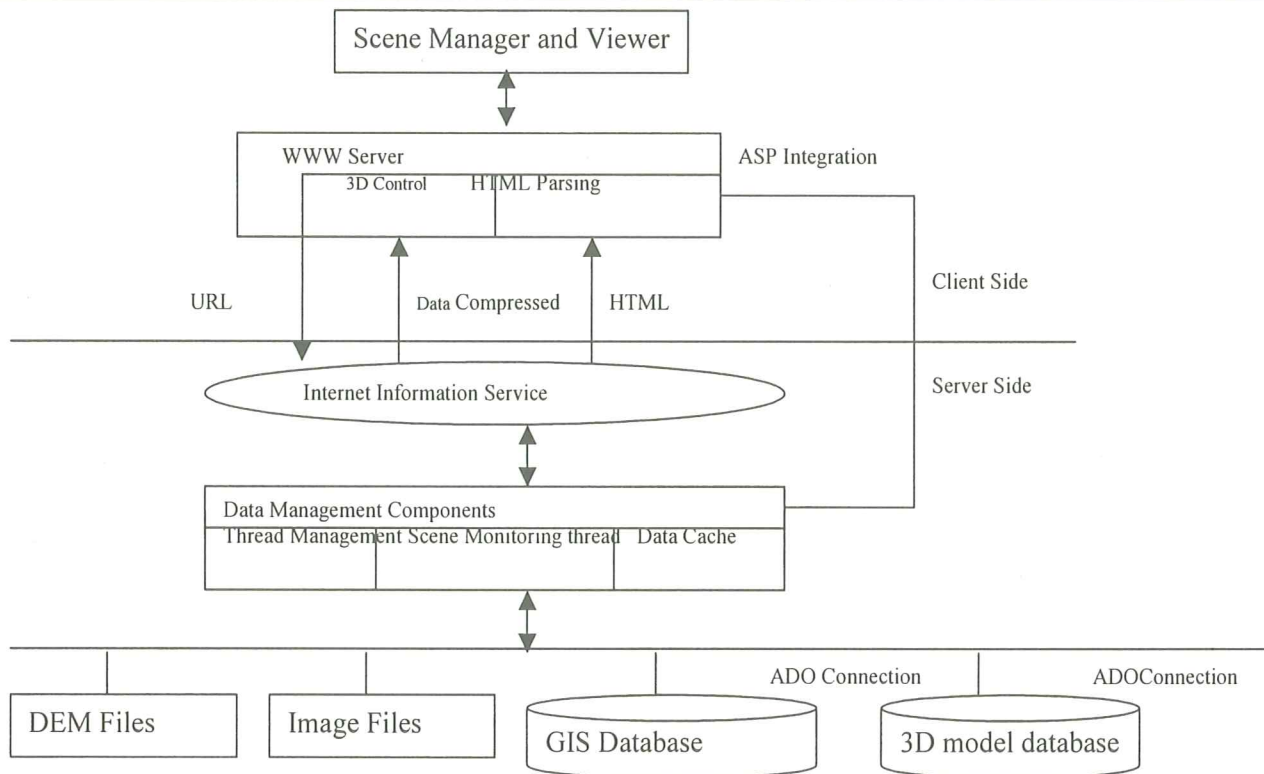 Scene Manager and Viewer
WWW Server
ASP Integration
3D Control
HTML Parsing
URL
Data Compressed
HTML
Client Side
Internet Information Service
Server Side
Data Management Components
Thread Management Scene Monitoring thread Data Cache
ADO Connection
ADOConnection
DEM Files
Image Files
GIS Database
3D model database